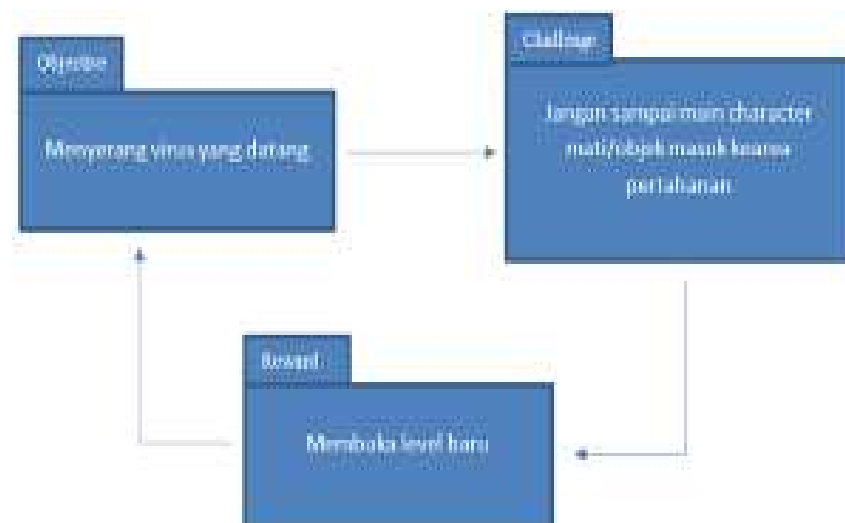 Objective
Menyerang virus yang datang
Challenge
Jangan sampai main character
mati/objek masuk kearea
pertahanan
Reward
Membuka level baru